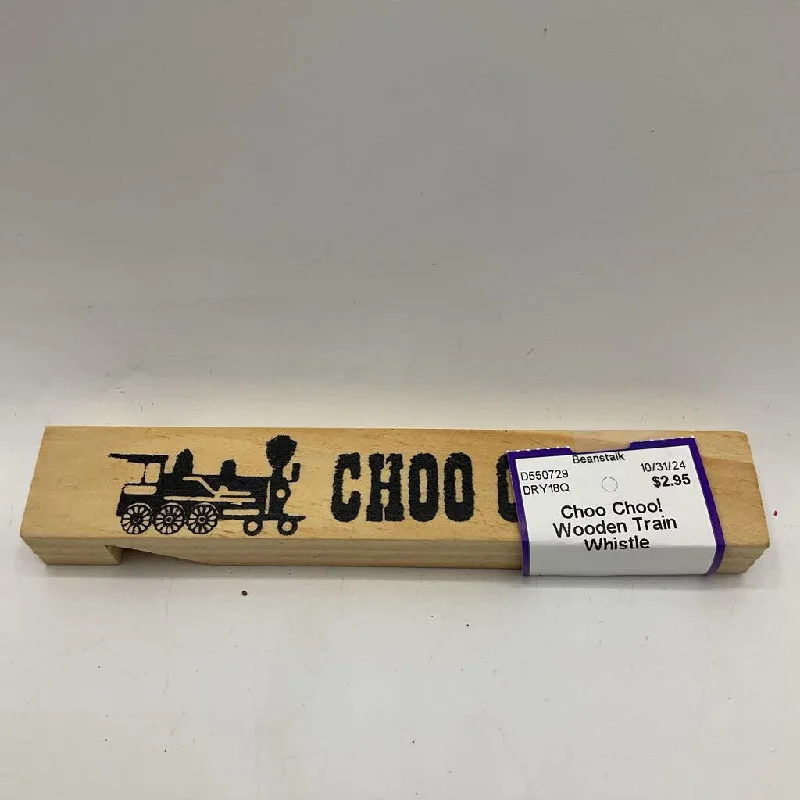 CHOO C
Beanstalk
D550729 10/31/24
DRY18Q $2.95
Choo Choo!
Wooden Train
Whistle